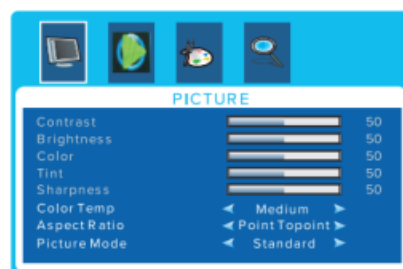 PICTURE
Contrast 50
Brightness 50
Color 50
Tint 50
Sharpness 50
Color Temp Medium
Aspect Ratio Point Topoint
Picture Mode Standard